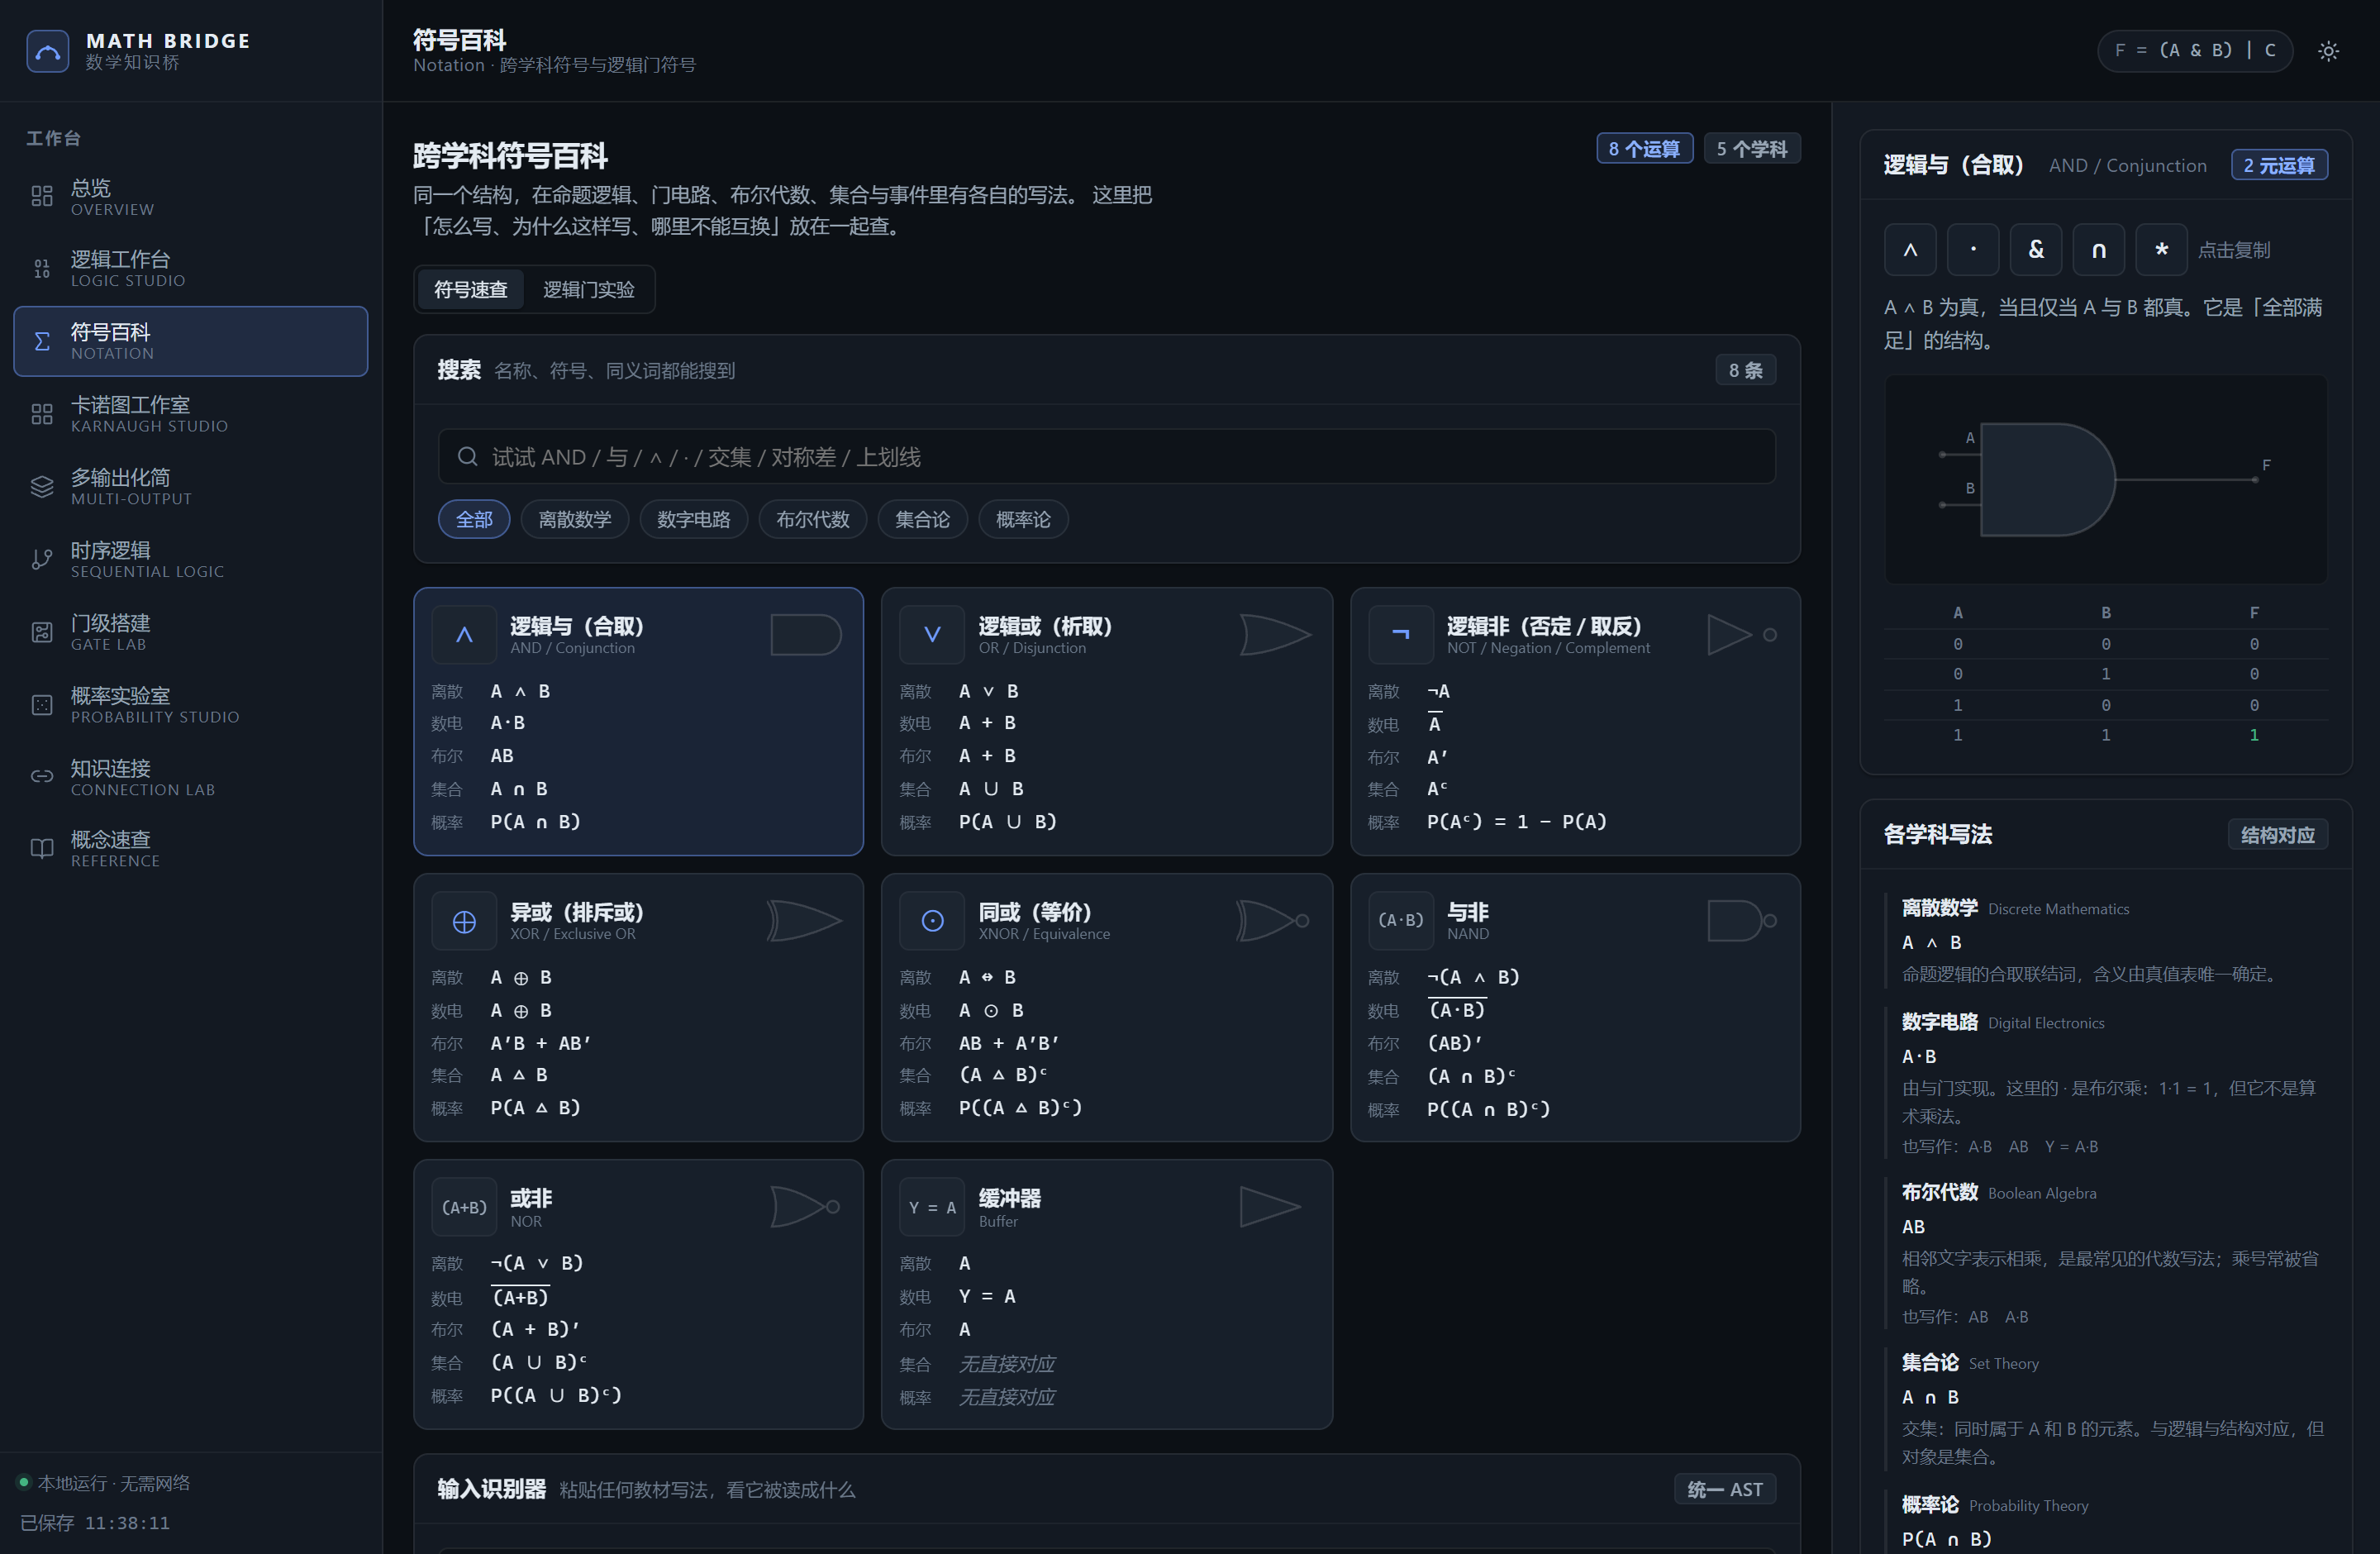 MATH BRIDGE
数学知识桥
工作台
总览
OVERVIEW
逻辑工作台
LOGIC STUDIO
符号百科
NOTATION
卡诺图工作室
KARNAUGH STUDIO
多输出化简
MULTI-OUTPUT
时序逻辑
SEQUENTIAL LOGIC
门级搭建
GATE LAB
概率实验室
PROBABILITY STUDIO
知识连接
CONNECTION LAB
概念速查
REFERENCE
本地运行 · 无需网络
已保存 11:38:11
符号百科
Notation · 跨学科符号与逻辑门符号
F = (A & B) | C
跨学科符号百科
8 个运算 5 个学科
同一个结构，在命题逻辑、门电路、布尔代数、集合与事件里有各自的写法。 这里把
「怎么写、为什么这样写、哪里不能互换」放在一起查。
符号速查 逻辑门实验
搜索 名称、符号、同义词都能搜到 8 条
试试 AND / 与 / ∧ / · / 交集 / 对称差 / 上划线
全部 离散数学 数字电路 布尔代数 集合论 概率论
∧ 逻辑与（合取）
AND / Conjunction
离散 A ∧ B
数电 A·B
布尔 AB
集合 A ∩ B
概率 P(A ∩ B)
∨ 逻辑或（析取）
OR / Disjunction
离散 A ∨ B
数电 A + B
布尔 A + B
集合 A ∪ B
概率 P(A ∪ B)
¬ 逻辑非（否定 / 取反）
NOT / Negation / Complement
离散 ¬A
数电 A̅
布尔 A′
集合 Aᶜ
概率 P(Aᶜ) = 1 − P(A)
⊕ 异或（排斥或）
XOR / Exclusive OR
离散 A ⊕ B
数电 A ⊕ B
布尔 A′B + AB′
集合 A △ B
概率 P(A △ B)
⊙ 同或（等价）
XNOR / Equivalence
离散 A ↔ B
数电 A ⊙ B
布尔 AB + A′B′
集合 (A △ B)ᶜ
概率 P((A △ B)ᶜ)
(A·B) 与非
NAND
离散 ¬(A ∧ B)
数电 (̅A̅·̅B̅)̅
布尔 (AB)′
集合 (A ∩ B)ᶜ
概率 P((A ∩ B)ᶜ)
(A+B) 或非
NOR
离散 ¬(A ∨ B)
数电 (̅A̅+̅B̅)̅
布尔 (A + B)′
集合 (A ∪ B)ᶜ
概率 P((A ∪ B)ᶜ)
Y = A 缓冲器
Buffer
离散 A
数电 Y = A
布尔 A
集合 无直接对应
概率 无直接对应
输入识别器 粘贴任何教材写法，看它被读成什么 统一 AST
逻辑与（合取） AND / Conjunction 2 元运算
∧ · & ∩ * 点击复制
A ∧ B 为真，当且仅当 A 与 B 都真。它是「全部满
足」的结构。
A
B
F
A B F
0 0 0
0 1 0
1 0 0
1 1 1
各学科写法 结构对应
离散数学 Discrete Mathematics
A ∧ B
命题逻辑的合取联结词，含义由真值表唯一确定。
数字电路 Digital Electronics
A·B
由与门实现。这里的 · 是布尔乘：1·1 = 1，但它不是算
术乘法。
也写作： A·B AB Y = A·B
布尔代数 Boolean Algebra
AB
相邻文字表示相乘，是最常见的代数写法；乘号常被省
略。
也写作： AB A·B
集合论 Set Theory
A ∩ B
交集：同时属于 A 和 B 的元素。与逻辑与结构对应，但
对象是集合。
概率论 Probability Theory
P(A ∩ B)